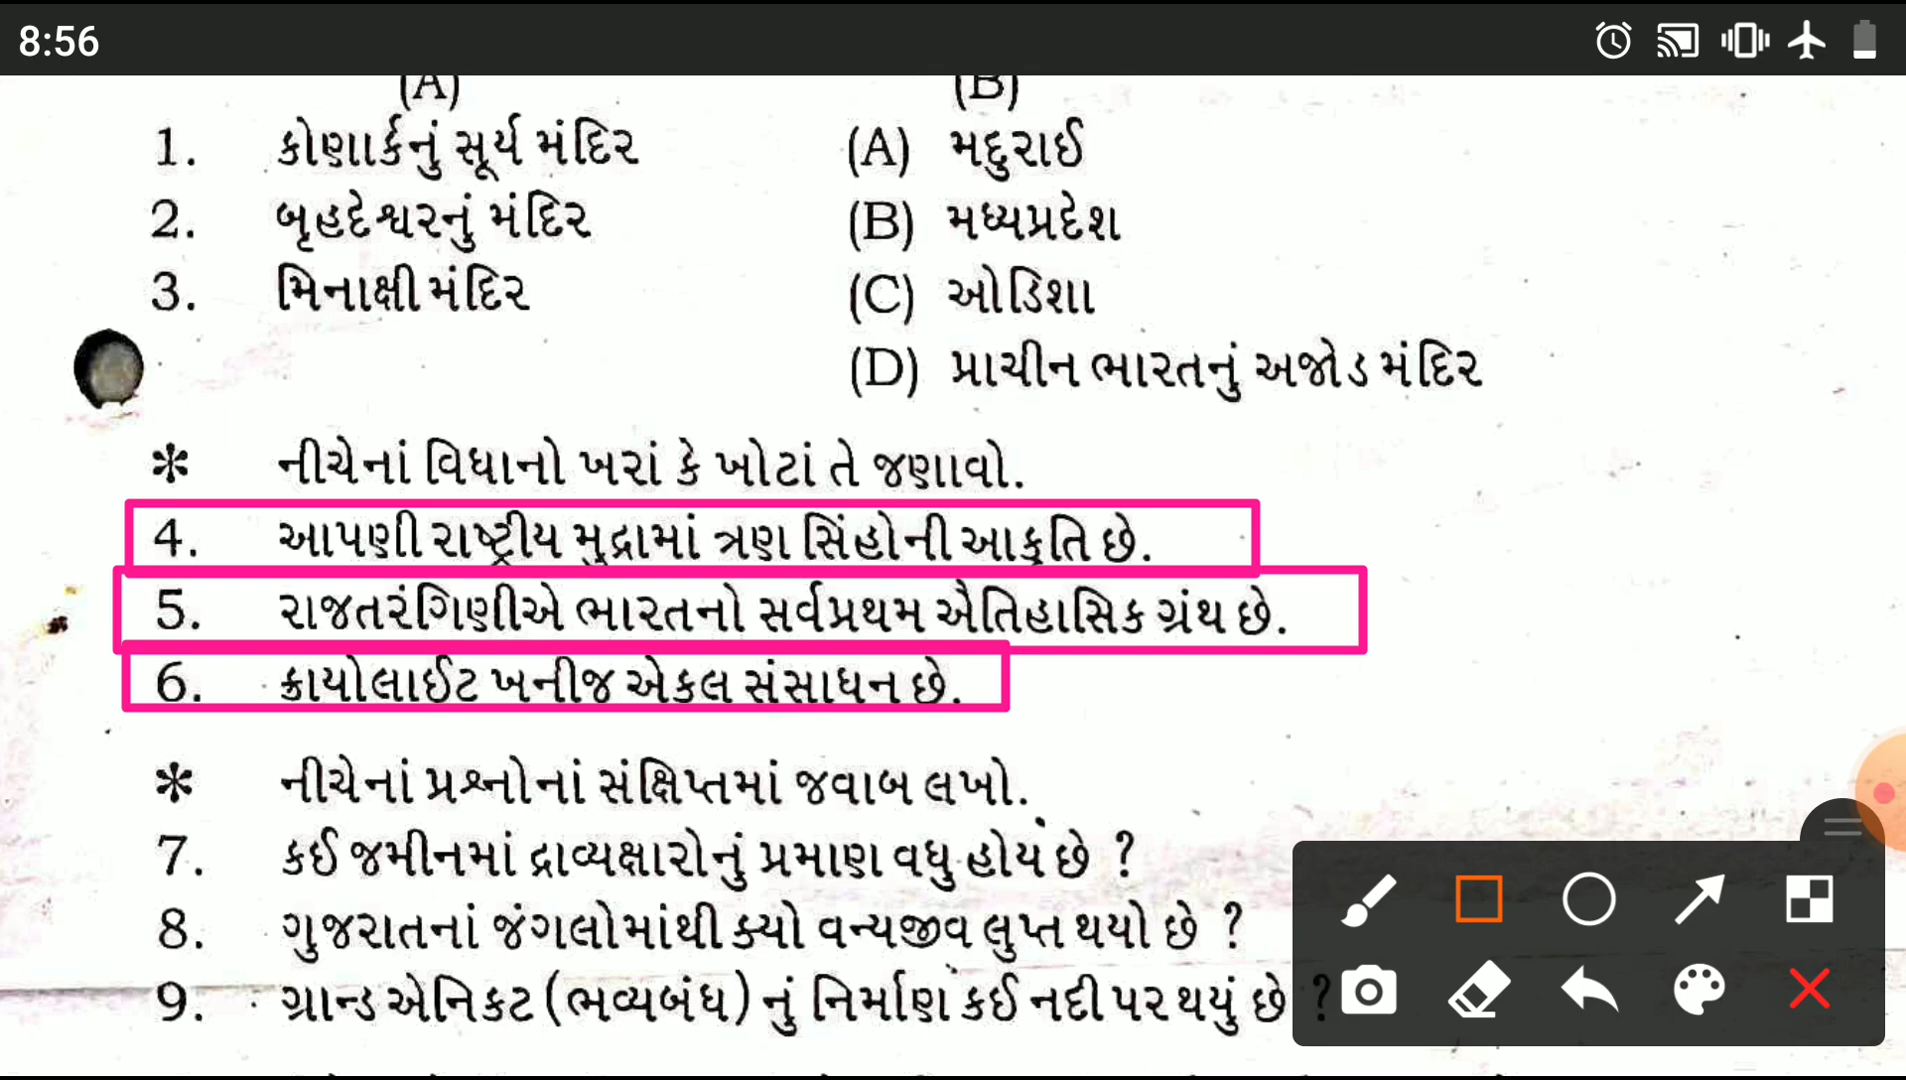 8:56
(A) (B)
1. કોણાર્કનું સૂર્ય મંદિર (A) મદુરાઈ
2. બૃહદેશ્વરનું મંદિર (B) મધ્યપ્રદેશ
3. મિનાક્ષી મંદિર (C) ઓડિશા
(D) પ્રાચીન ભારતનું અજોડ મંદિર
* નીચેનાં વિધાનો ખરાં કે ખોટાં તે જણાવો.
4. આપણી રાષ્ટ્રીય મુદ્રામાં ત્રણ સિંહોની આકૃતિ છે.
5. રાજતરંગિણીએ ભારતનો સર્વપ્રથમ ઐતિહાસિક ગ્રંથ છે.
6. ક્રાયોલાઈટ ખનીજ એકલ સંસાધન છે.
* નીચેનાં પ્રશ્નોનાં સંક્ષિપ્તમાં જવાબ લખો.
7. કઈ જમીનમાં દ્રાવ્યક્ષારોનું પ્રમાણ વધુ હોય છે ?
8. ગુજરાતનાં જંગલોમાંથી ક્યો વન્યજીવ લુપ્ત થયો છે ?
9. ગ્રાન્ડ એનિકટ (ભવ્યબંધ) નું નિર્માણ કઈ નદી પર થયું છે ?